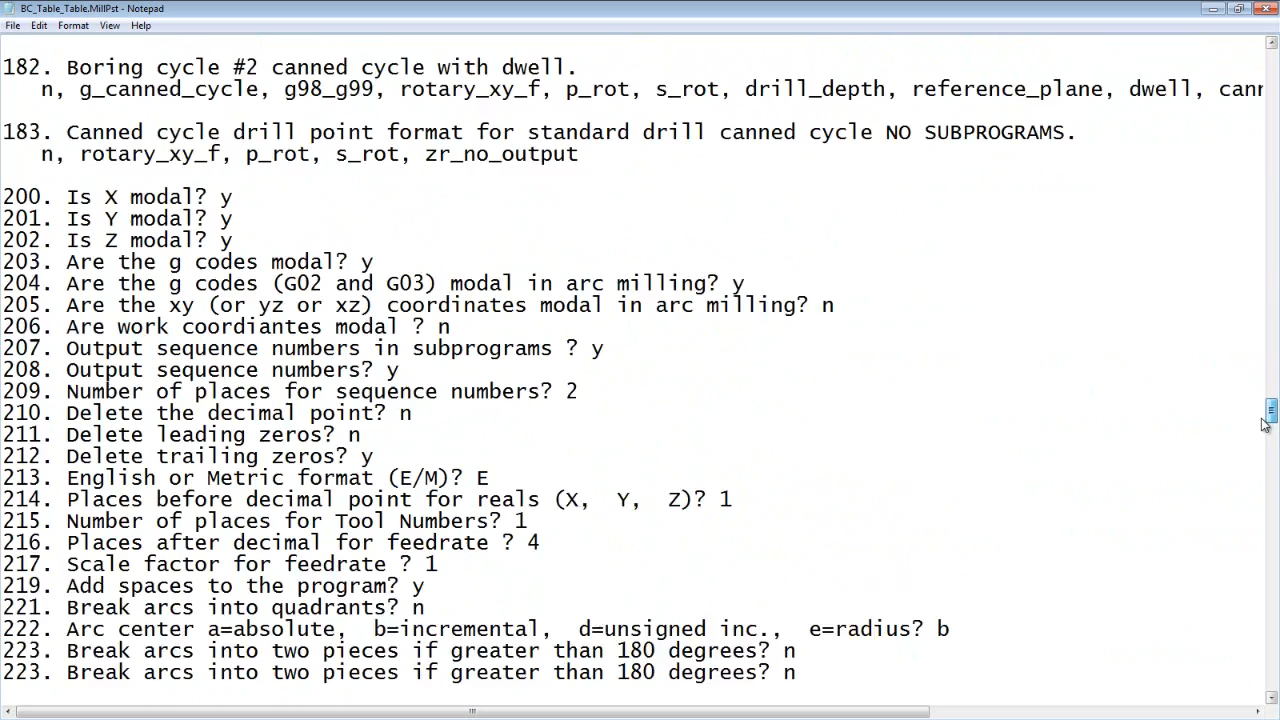 BC_Table_Table.MillPst - Notepad
File Edit Format View Help
182. Boring cycle #2 canned cycle with dwell.
n, g_canned_cycle, g98_g99, rotary_xy_f, p_rot, s_rot, drill_depth, reference_plane, dwell, cann
183. Canned cycle drill point format for standard drill canned cycle NO SUBPROGRAMS.
n, rotary_xy_f, p_rot, s_rot, zr_no_output
200. Is X modal? y
201. Is Y modal? y
202. Is Z modal? y
203. Are the g codes modal? y
204. Are the g codes (G02 and G03) modal in arc milling? y
205. Are the xy (or yz or xz) coordinates modal in arc milling? n
206. Are work coordiantes modal ? n
207. Output sequence numbers in subprograms ? y
208. Output sequence numbers? y
209. Number of places for sequence numbers? 2
210. Delete the decimal point? n
211. Delete leading zeros? n
212. Delete trailing zeros? y
213. English or Metric format (E/M)? E
214. Places before decimal point for reals (X, Y, Z)? 1
215. Number of places for Tool Numbers? 1
216. Places after decimal for feedrate ? 4
217. Scale factor for feedrate ? 1
219. Add spaces to the program? y
221. Break arcs into quadrants? n
222. Arc center a=absolute, b=incremental, d=unsigned inc., e=radius? b
223. Break arcs into two pieces if greater than 180 degrees? n
223. Break arcs into two pieces if greater than 180 degrees? n